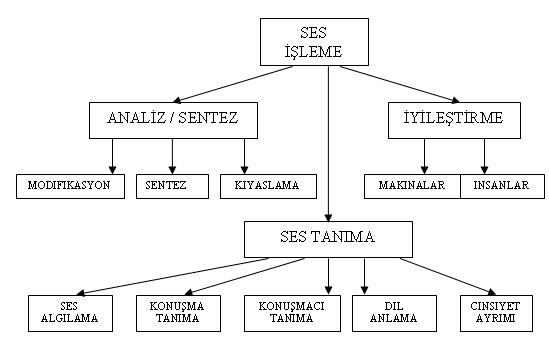 SES
İŞLEME
ANALİZ / SENTEZ
İYİLEŞTİRME
MODIFIKASYON
SENTEZ
KIYASLAMA
MAKINALAR
INSANLAR
SES TANIMA
SES
ALGILAMA
KONUŞMA
TANIMA
KONUŞMACI
TANIMA
DIL
ANLAMA
CINSIYET
AYRIMI